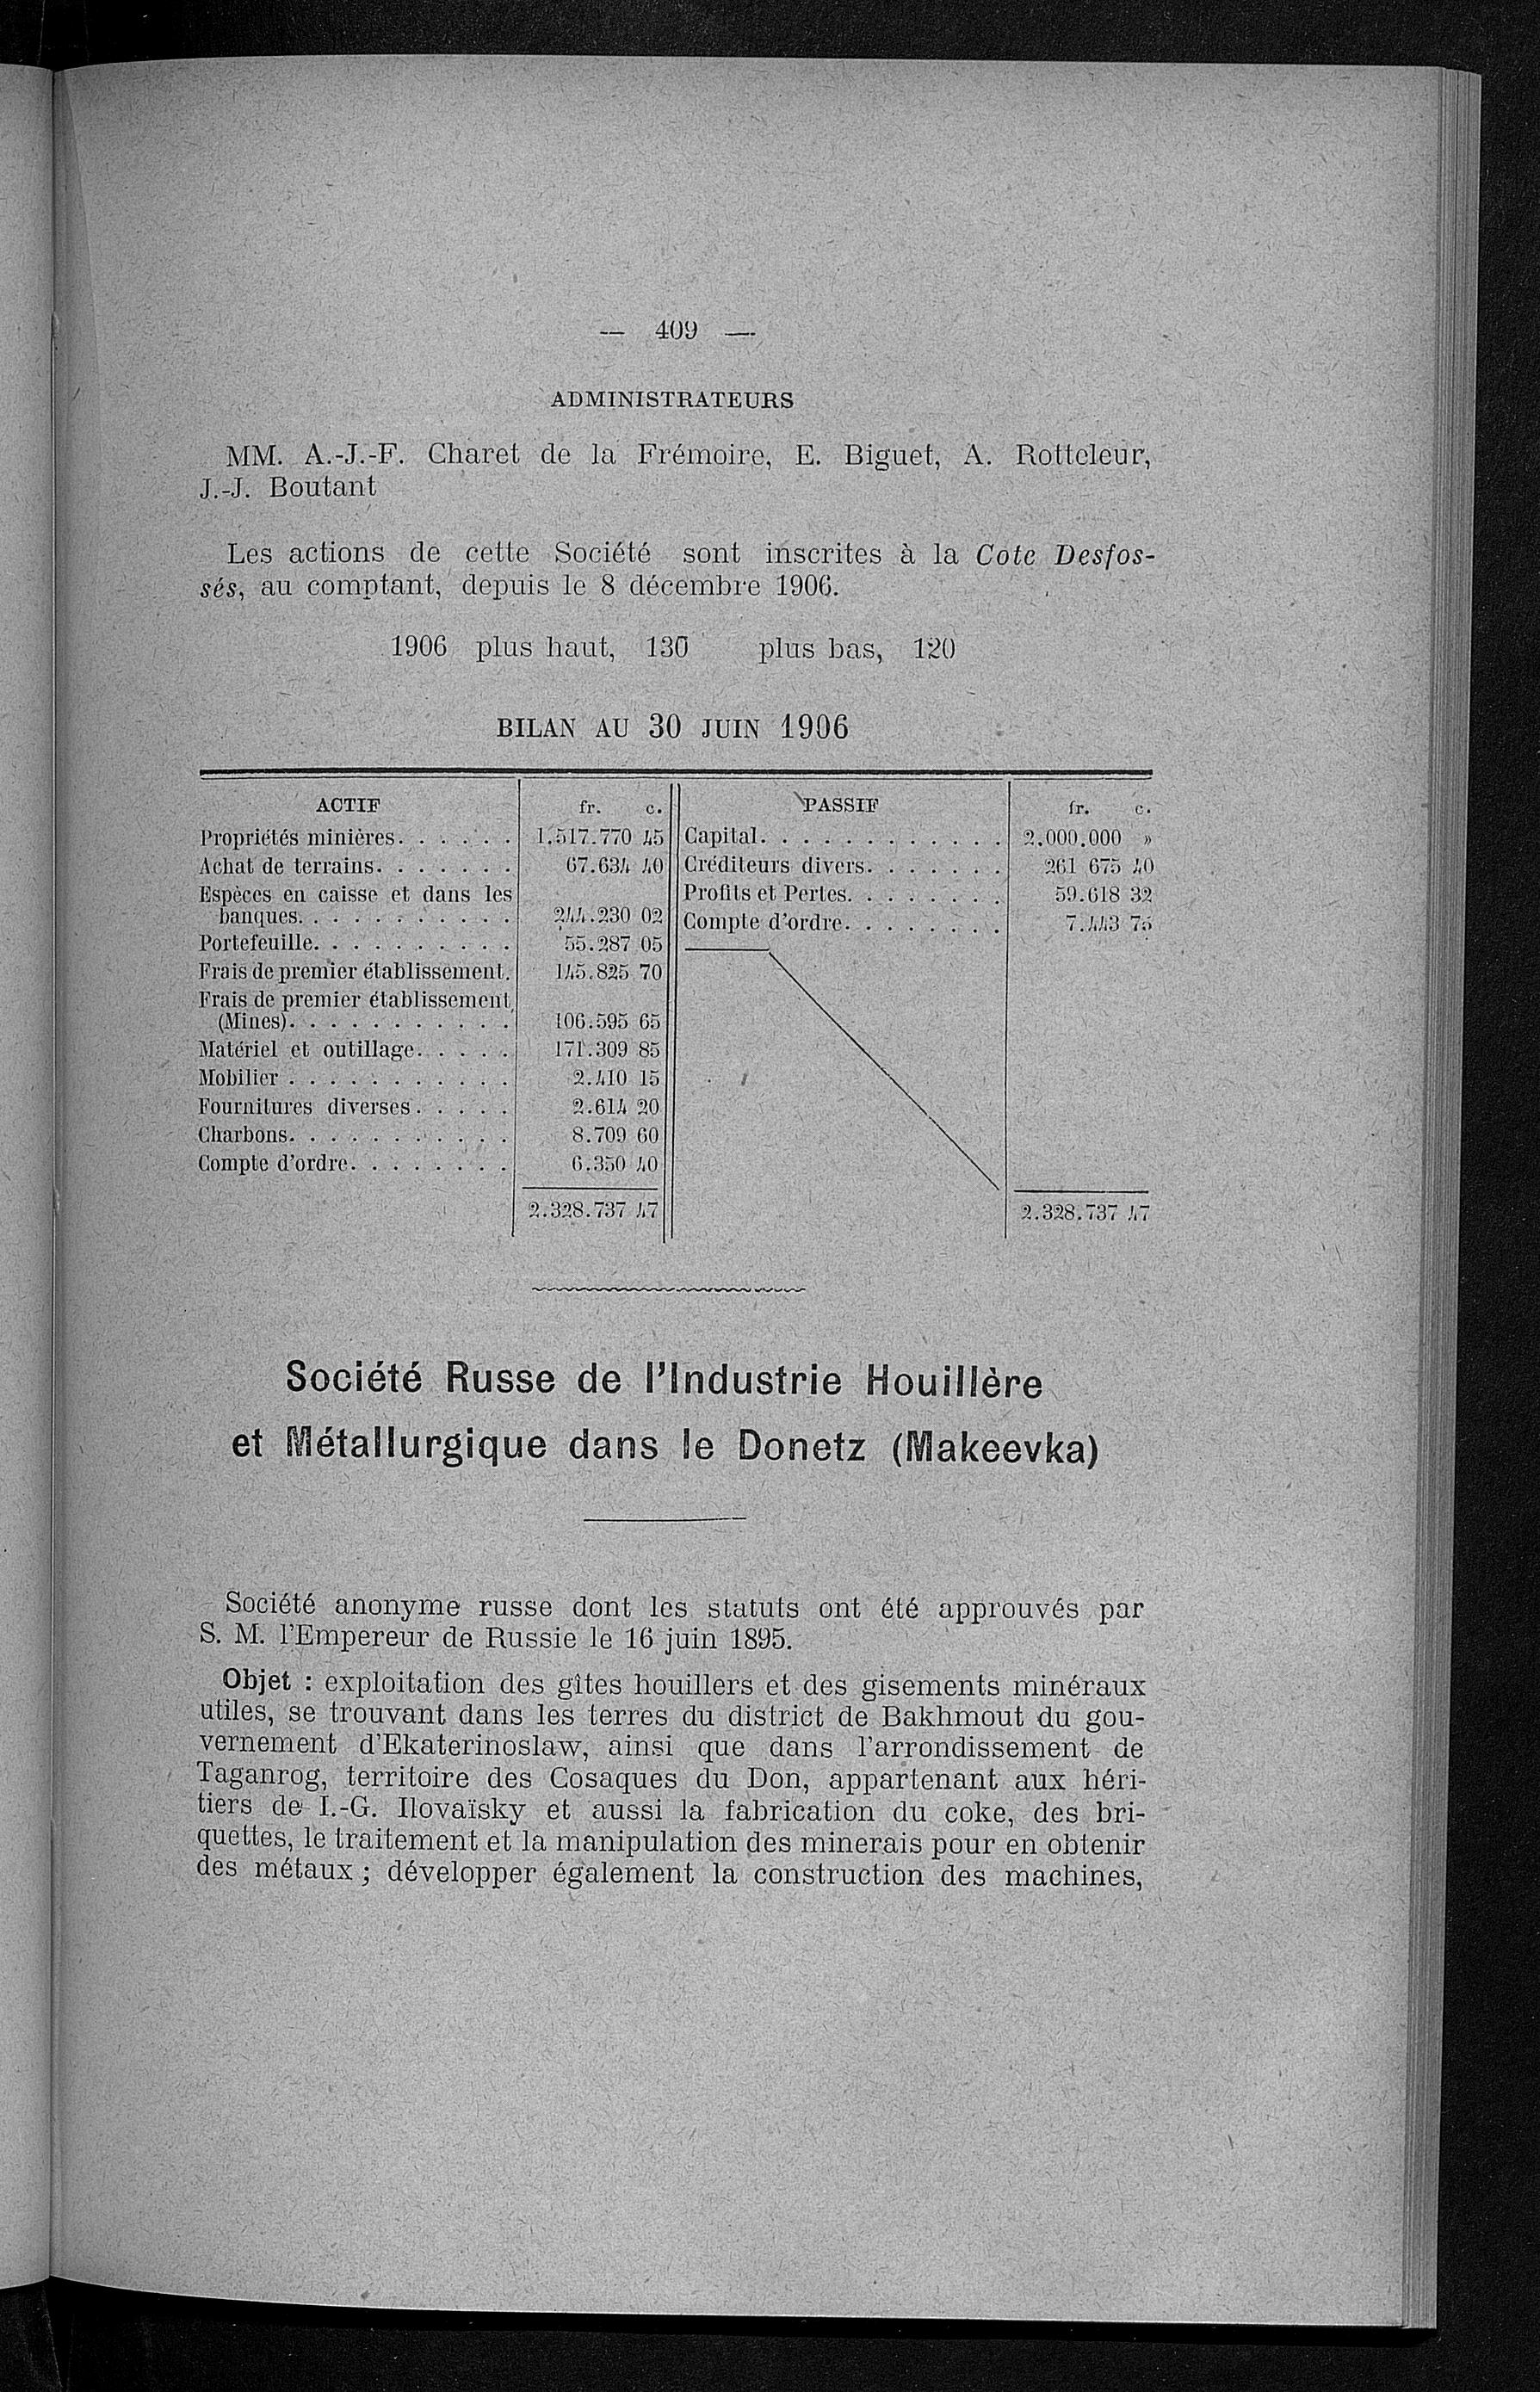 — 409 —
ADMINISTRATEURS
MM. A.-J.-F. Charet de la Frémoire, E. Biguet, A. Rotteleur,
J.-J. Boutant
Les actions de cette Société sont inscrites à la Cote Desfos-
sés, au comptant, depuis le 8 décembre 1906.
1906 plus haut, 130 plus bas, 120
BILAN AU 30 JUIN 1906
ACTIF fr. c.
Propriétés minières. . . . . . 1.517.770 45
Achat de terrains. . . . . . . 67.634 40
Espèces en caisse et dans les
banques. . . . . . . . . . . 244.230 02
Portefeuille. . . . . . . . . . 55.287 05
Frais de premier établissement. 145.825 70
Frais de premier établissement
(Mines). . . . . . . . . . . 106.595 65
Matériel et outillage. . . . . 171.309 85
Mobilier . . . . . . . . . . . 2.410 15
Fournitures diverses . . . . . 2.614 20
Charbons. . . . . . . . . . . 8.709 60
Compte d'ordre. . . . . . . . 6.350 40
2.328.737 47
PASSIF fr. c.
Capital. . . . . . . . . . . . 2.000.000 »
Créditeurs divers. . . . . . . 261 675 40
Profits et Pertes. . . . . . . . 59.618 32
Compte d'ordre. . . . . . . . 7.443 75
2.328.737 47
Société Russe de l'Industrie Houillère
et Métallurgique dans le Donetz (Makeevka)
Société anonyme russe dont les statuts ont été approuvés par
S. M. l'Empereur de Russie le 16 juin 1895.
Objet : exploitation des gîtes houillers et des gisements minéraux
utiles, se trouvant dans les terres du district de Bakhmout du gou-
vernement d'Ekaterinoslaw, ainsi que dans l'arrondissement de
Taganrog, territoire des Cosaques du Don, appartenant aux héri-
tiers de I.-G. Ilovaïsky et aussi la fabrication du coke, des bri-
quettes, le traitement et la manipulation des minerais pour en obtenir
des métaux ; développer également la construction des machines,